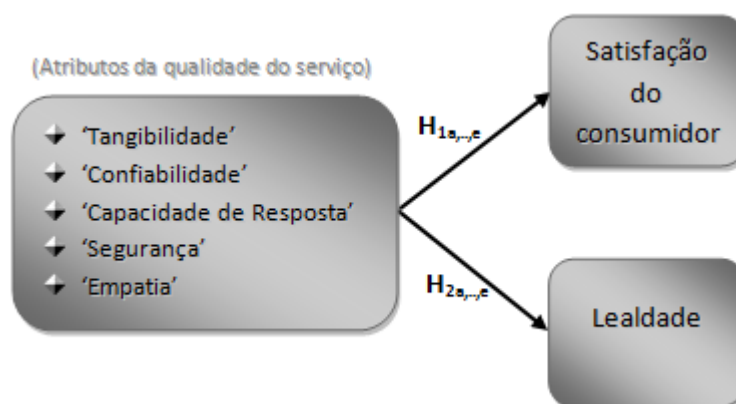 (Atributos da qualidade do serviço)
‘Tangibilidade’
‘Confiabilidade’
‘Capacidade de Resposta’
‘Segurança’
‘Empatia’
H1a,..,e
H2a,..,e
Satisfação
do
consumidor
Lealdade